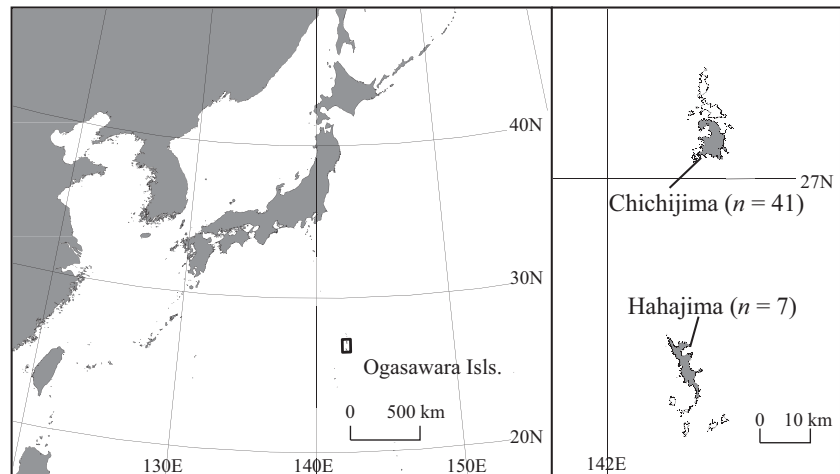 40N
30N
Ogasawara Isls.
0 500 km
20N
130E
140E
150E
27N
Chichijima (n = 41)
Hahajima (n = 7)
0 10 km
142E